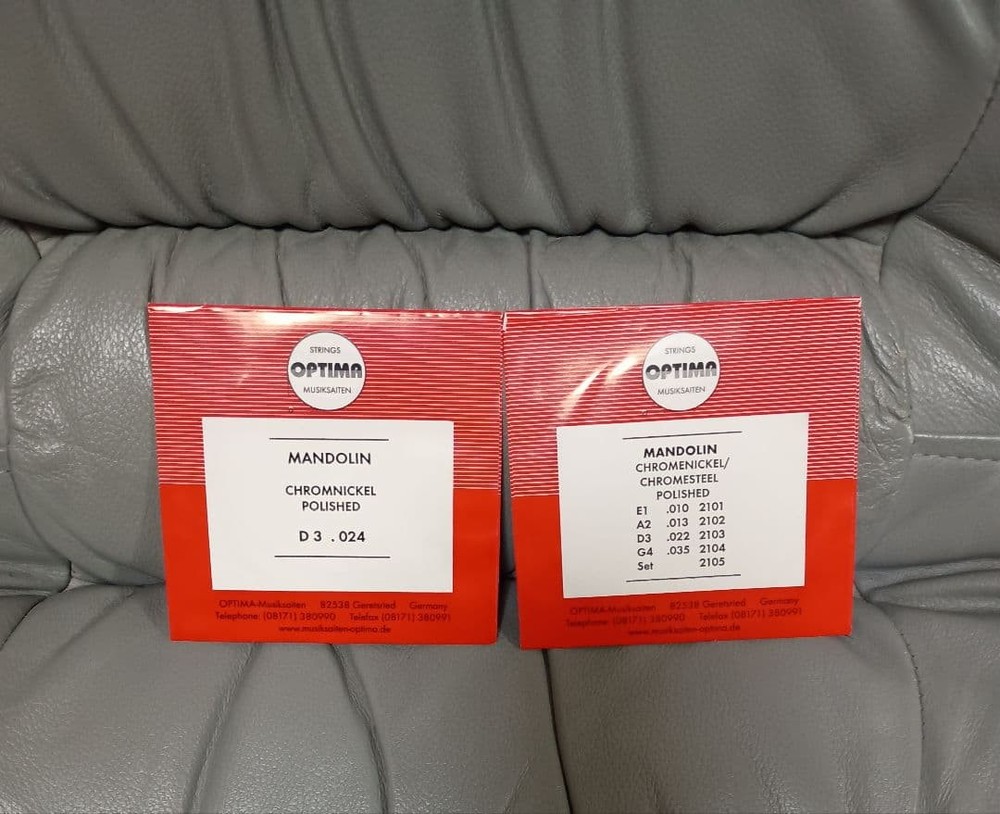 STRINGS
OPTIMA
MUSIKSAITEN
MANDOLIN
CHROMNICKEL
POLISHED
D 3 .024
OPTIMA-Musiksaiten 82538 Geretsried Germany
Telephone: (08171) 380990 Telefax (08171) 380991
www.musiksaiten-optima.de
STRINGS
OPTIMA
MUSIKSAITEN
MANDOLIN
CHROMENICKEL/
CHROMESTEEL
POLISHED
E1 .010 2101
A2 .013 2102
D3 .022 2103
G4 .035 2104
Set 2105
OPTIMA-Musiksaiten 82538 Geretsried Germany
Telephone: (08171) 380990 Telefax (08171) 380991
www.musiksaiten-optima.de